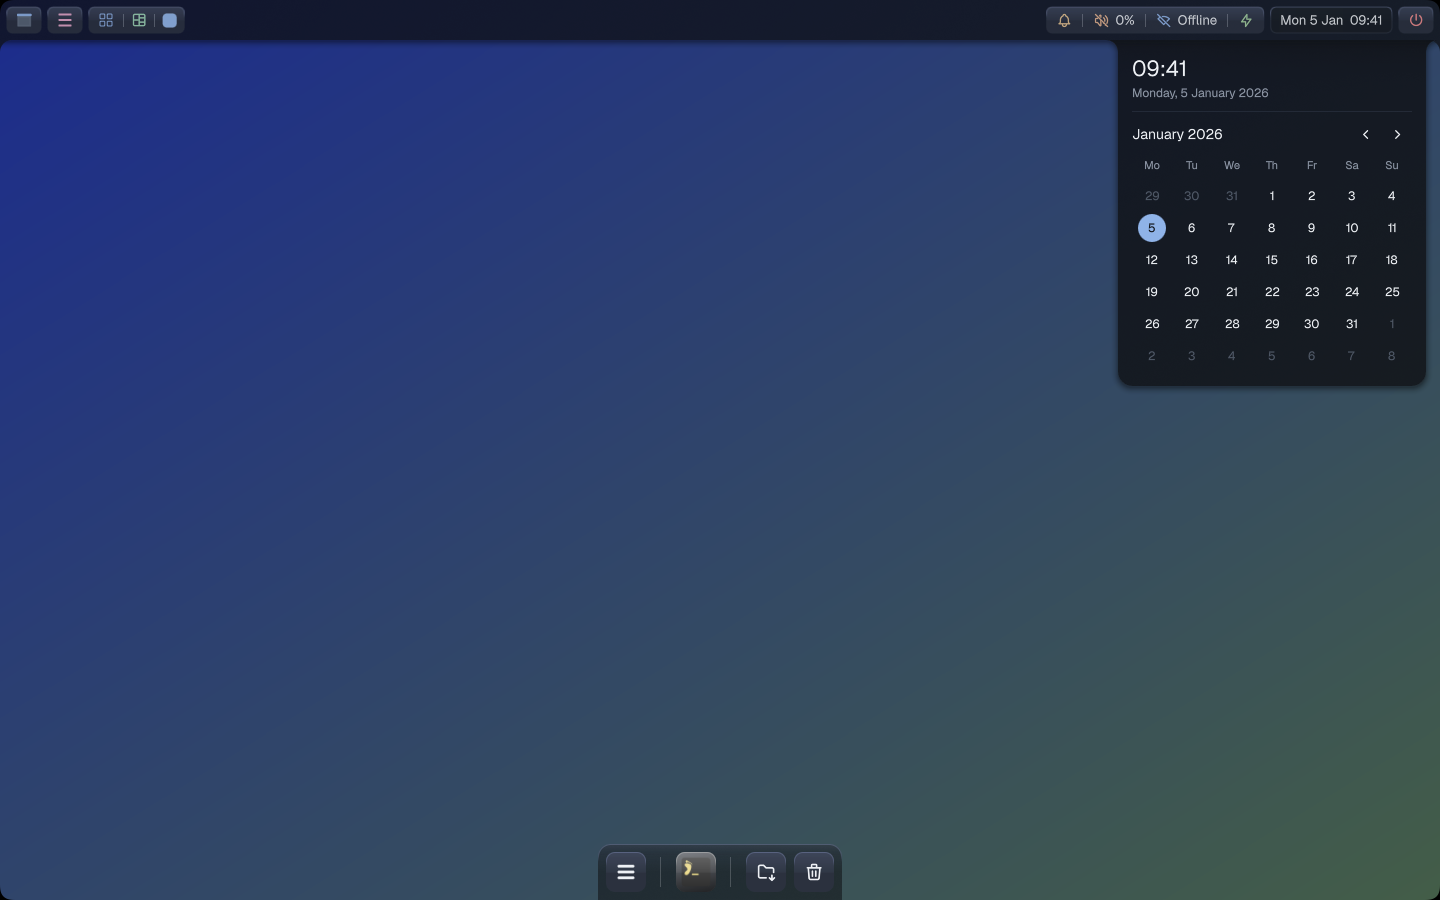 0% Offline Mon 5 Jan 09:41
09:41
Monday, 5 January 2026
January 2026
Mo Tu We Th Fr Sa Su
29 30 31 1 2 3 4
5 6 7 8 9 10 11
12 13 14 15 16 17 18
19 20 21 22 23 24 25
26 27 28 29 30 31 1
2 3 4 5 6 7 8